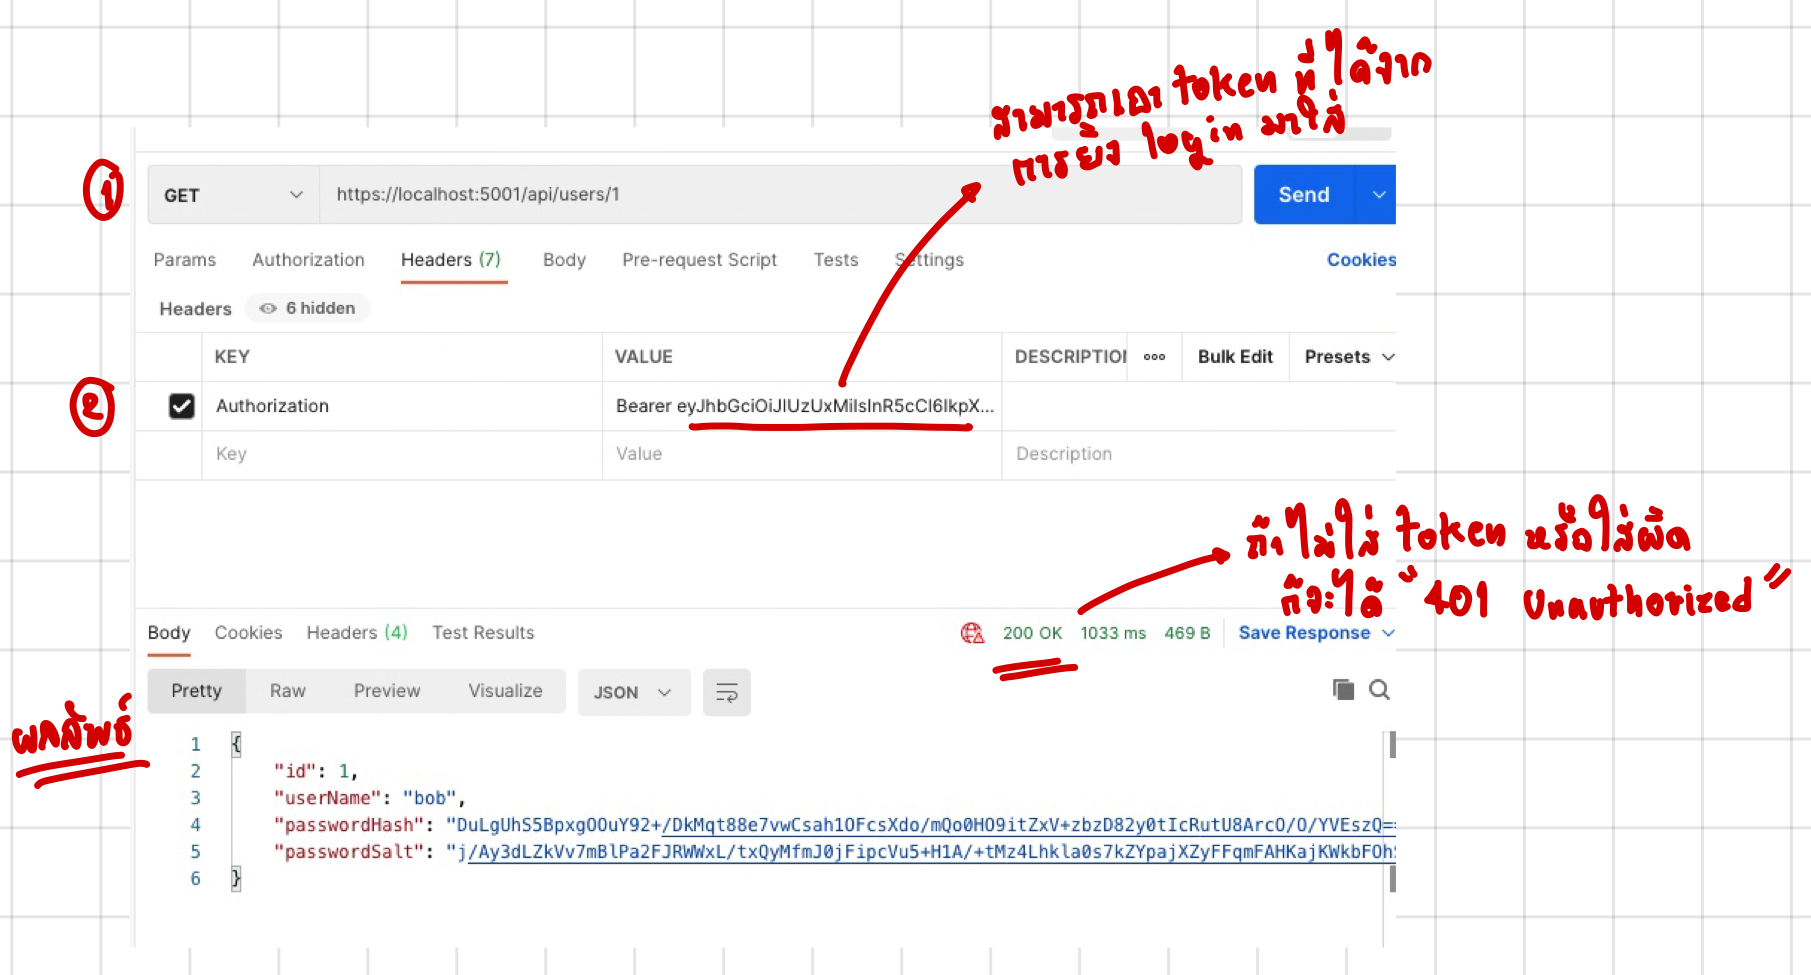 สามารถเอา token ที่ได้จาก
การยิง login มาใส่
1
GET https://localhost:5001/api/users/1 Send
Params Authorization Headers (7) Body Pre-request Script Tests Settings Cookies
Headers 6 hidden
KEY VALUE DESCRIPTION Bulk Edit Presets
2
Authorization Bearer eyJhbGciOiJIUzUxMiIsInR5cCI6IkpX...
Key Value Description
ถ้าไม่ใส่ token หรือใส่ผิด
ก็จะได้ "401 Unauthorized"
Body Cookies Headers (4) Test Results 200 OK 1033 ms 469 B Save Response
Pretty Raw Preview Visualize JSON
ผลลัพธ์
1 {
2 "id": 1,
3 "userName": "bob",
4 "passwordHash": "DuLgUhS5BpxgOOuY92+/DkMqt88e7vwCsah1OFcsXdo/mQo0HO9itZxV+zbzD82y0tIcRutU8ArcO/O/YVEszQ==
5 "passwordSalt": "j/Ay3dLZkVv7mBlPa2FJRWWxL/txQyMfmJ0jFipcVu5+H1A/+tMz4Lhkla0s7kZYpajXZyFFqmFAHKajKWkbFOhS
6 }